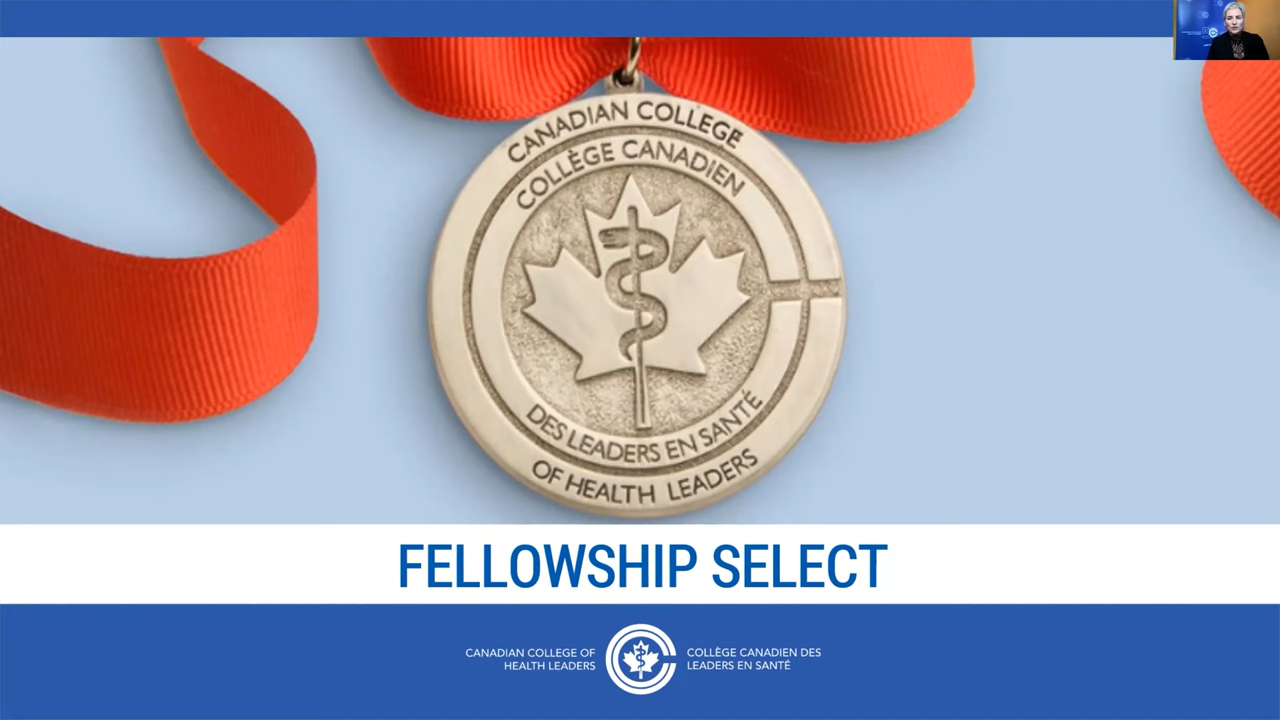 CANADIAN COLLEGE
COLLÈGE CANADIEN
DES LEADERS EN SANTÉ
OF HEALTH LEADERS
FELLOWSHIP SELECT
CANADIAN COLLEGE OF
HEALTH LEADERS
COLLÈGE CANADIEN DES
LEADERS EN SANTÉ